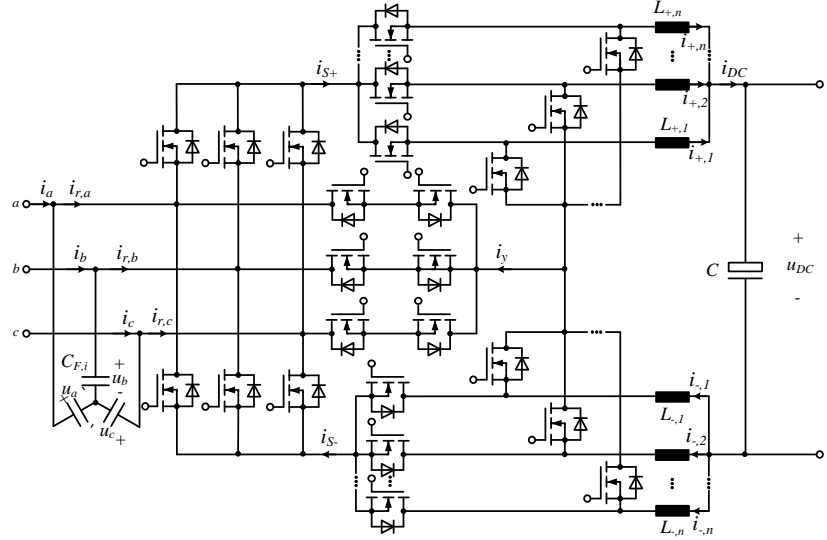 L+,n
i+,n
iS+
iDC
i+,2
L+,1
i+,1
ia
ir,a
a
ib
ir,b
iy
b
+
C
uDC
-
ic
ir,c
c
CF,i
+
ub
-
ua
+
-
uc
-
+
i-,1
L-,1
iS-
i-,2
L-,n
i-,n